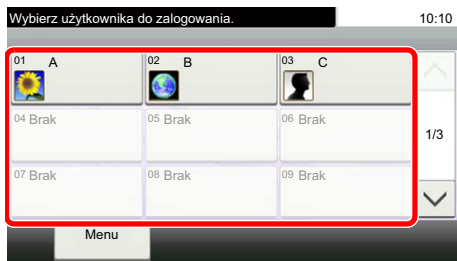 Wybierz użytkownika do zalogowania. 10:10
01 A 02 B 03 C
04 Brak 05 Brak 06 Brak
1/3
07 Brak 08 Brak 09 Brak
Menu